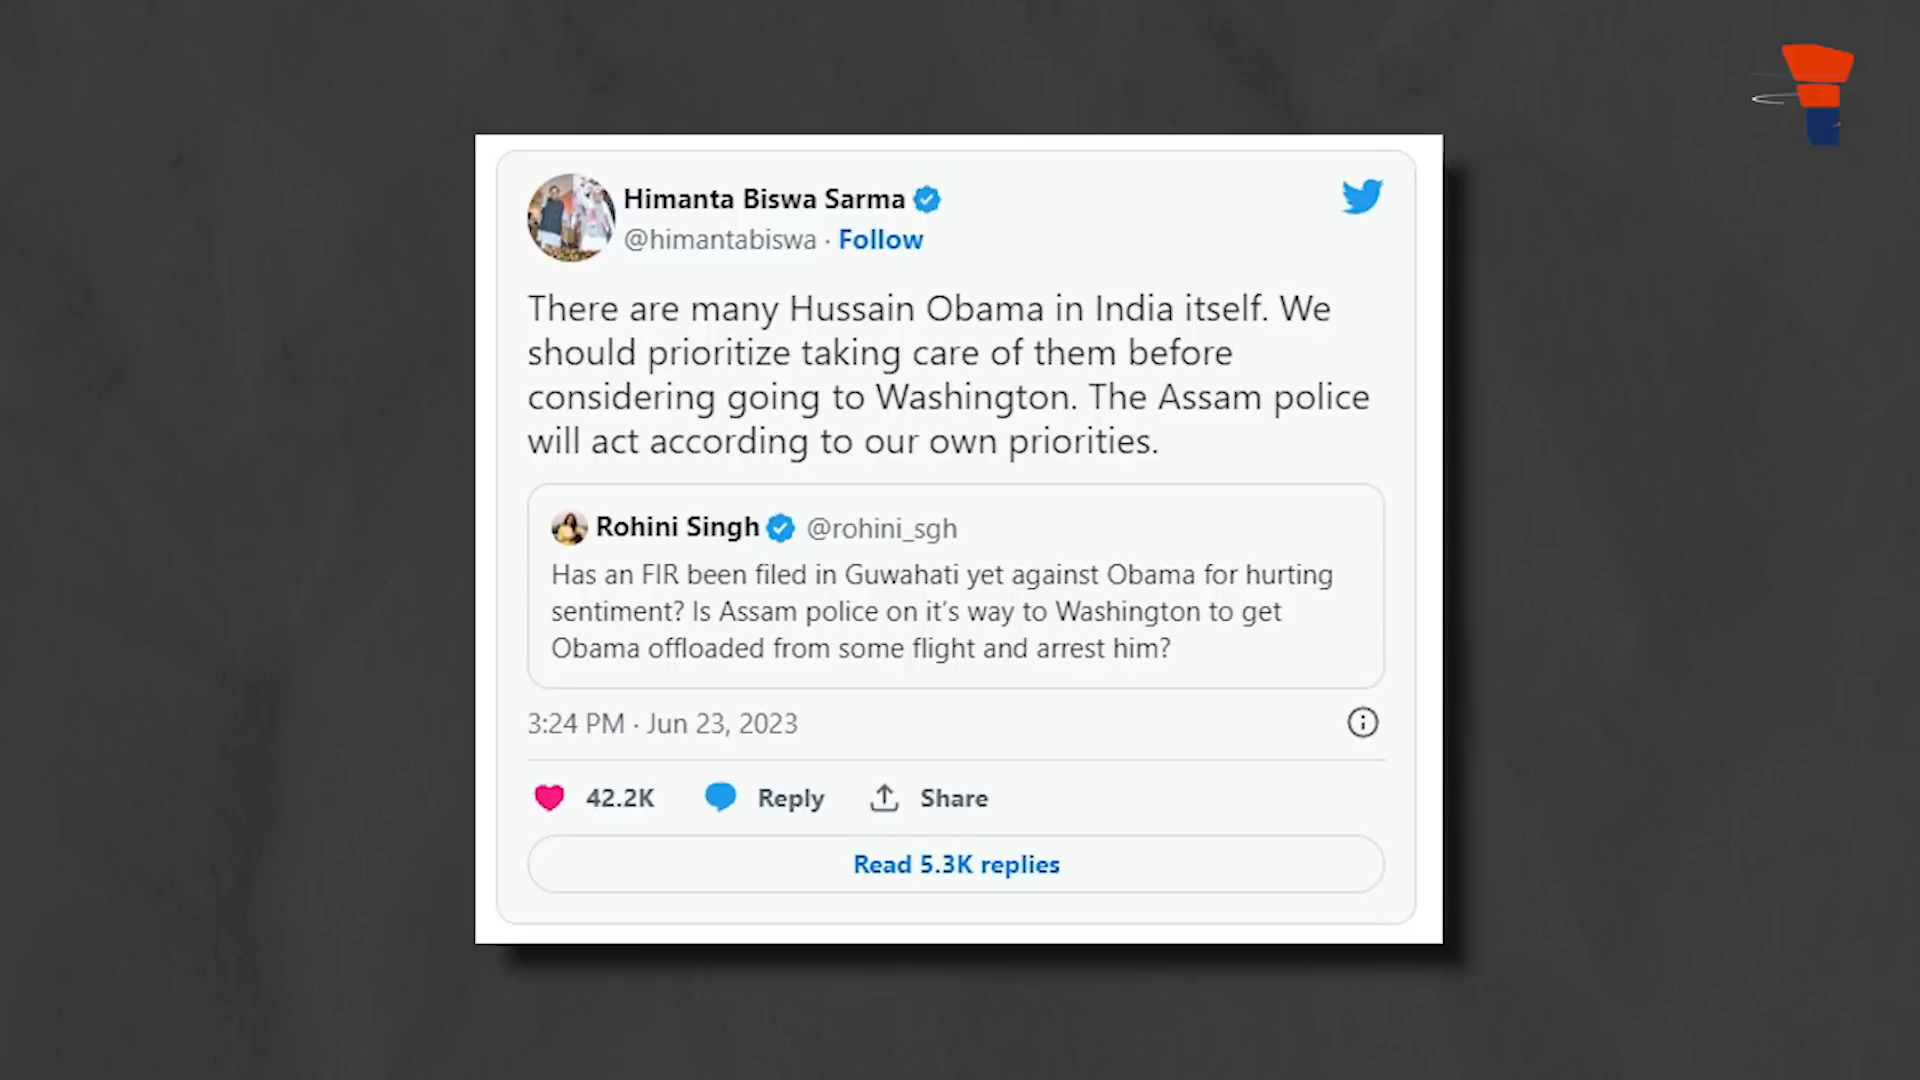 Himanta Biswa Sarma
@himantabiswa · Follow
There are many Hussain Obama in India itself. We
should prioritize taking care of them before
considering going to Washington. The Assam police
will act according to our own priorities.
Rohini Singh @rohini_sgh
Has an FIR been filed in Guwahati yet against Obama for hurting
sentiment? Is Assam police on it's way to Washington to get
Obama offloaded from some flight and arrest him?
3:24 PM · Jun 23, 2023
42.2K Reply Share
Read 5.3K replies